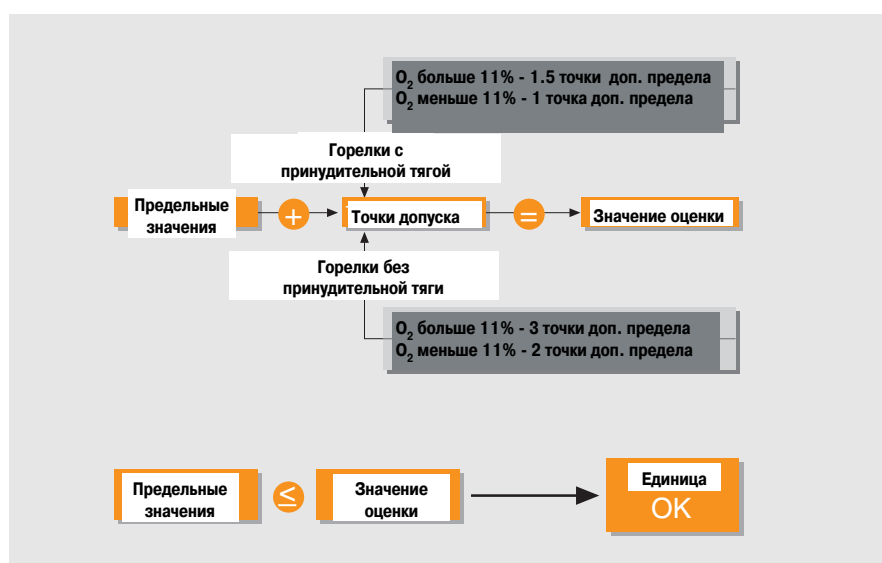 O₂ больше 11% - 1.5 точки доп. предела
O₂ меньше 11% - 1 точка доп. предела
Горелки с
принудительной тягой
Предельные
значения
+
Точки допуска
=
Значение оценки
Горелки без
принудительной тяги
O₂ больше 11% - 3 точки доп. предела
O₂ меньше 11% - 2 точки доп. предела
Предельные
значения
≤
Значение
оценки
Единица
OK